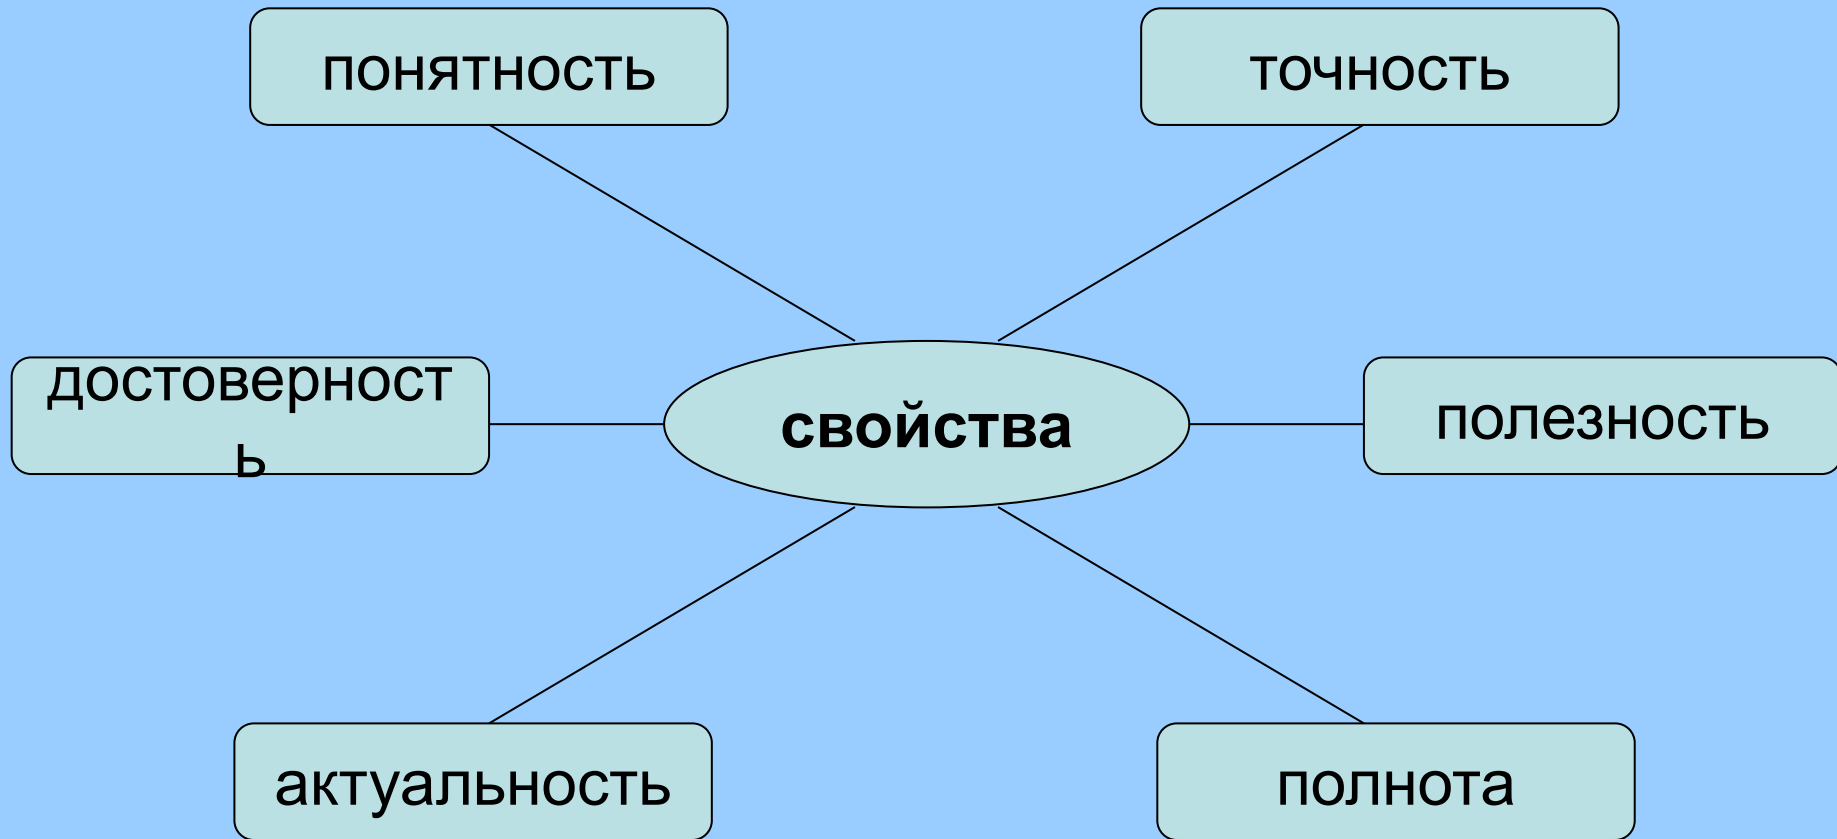 понятность
точность
достоверност
ь
свойства
полезность
актуальность
полнота